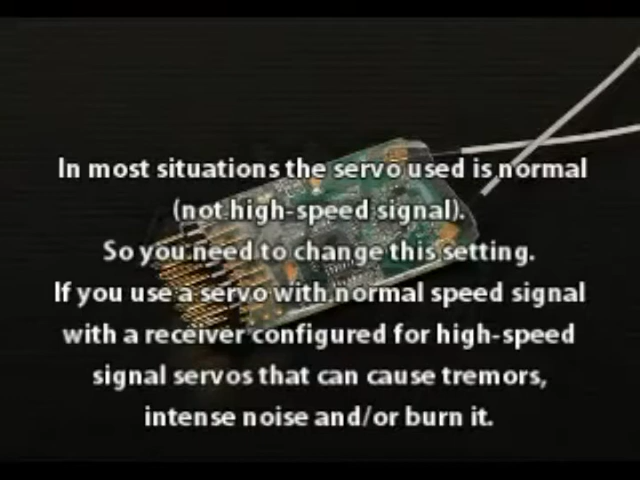 In most situations the servo used is normal
(not high-speed signal).
So you need to change this setting.
If you use a servo with normal speed signal
with a receiver configured for high-speed
signal servos that can cause tremors,
intense noise and/or burn it.